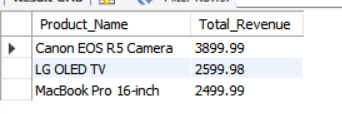 Product_Name Total_Revenue
Canon EOS R5 Camera 3899.99
LG OLED TV 2599.98
MacBook Pro 16-inch 2499.99